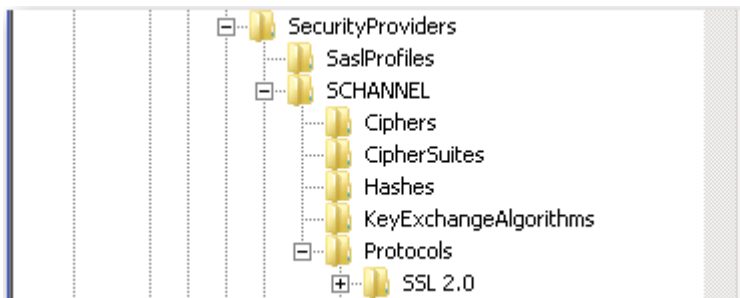 SecurityProviders
SaslProfiles
SCHANNEL
Ciphers
CipherSuites
Hashes
KeyExchangeAlgorithms
Protocols
SSL 2.0